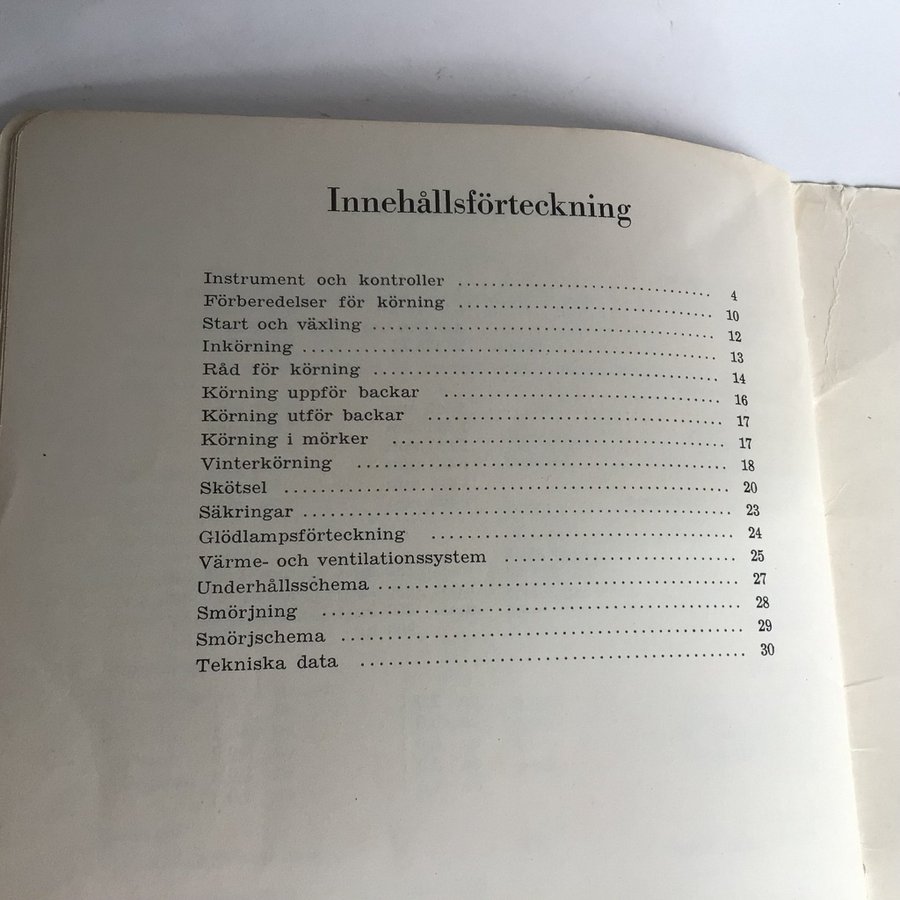 Innehållsförteckning
Instrument och kontroller ........................ 4
Förberedelser för körning ........................ 10
Start och växling ........................ 12
Inkörning ........................ 13
Råd för körning ........................ 14
Körning uppför backar ........................ 16
Körning utför backar ........................ 17
Körning i mörker ........................ 17
Vinterkörning ........................ 18
Skötsel ........................ 20
Säkringar ........................ 23
Glödlampsförteckning ........................ 24
Värme- och ventilationssystem ........................ 25
Underhållsschema ........................ 27
Smörjning ........................ 28
Smörjschema ........................ 29
Tekniska data ........................ 30